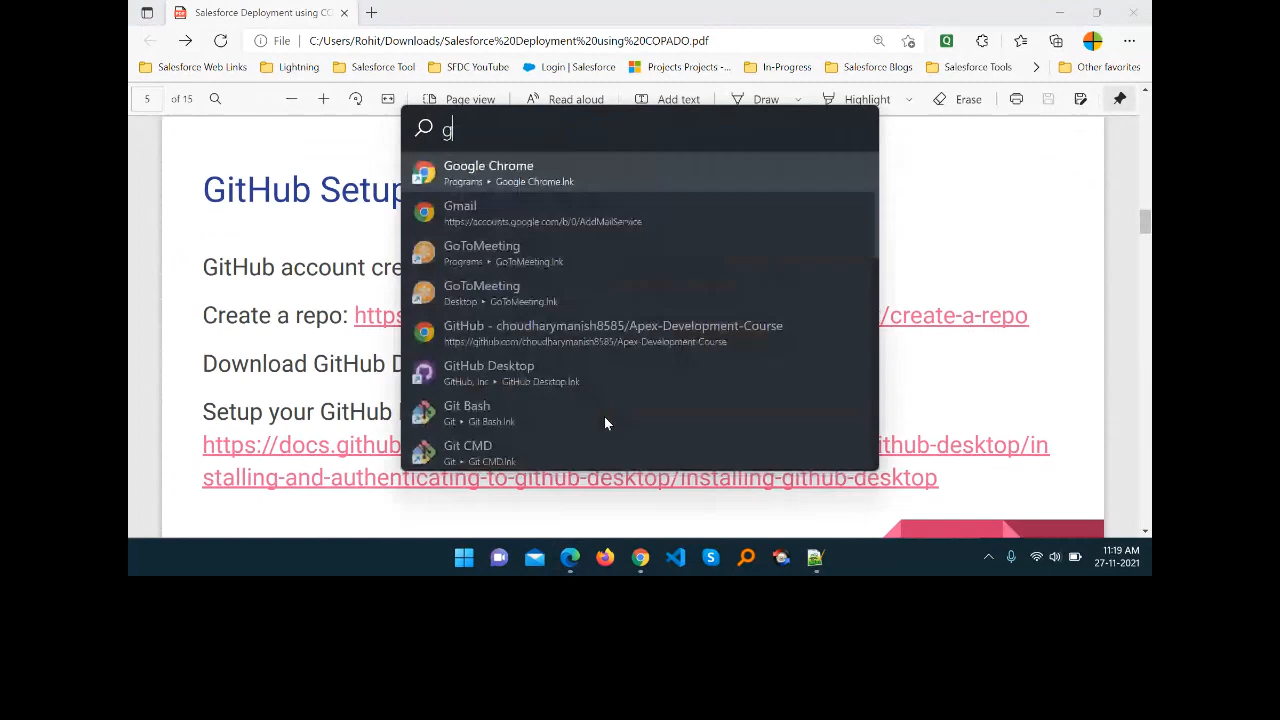 Salesforce Deployment using CO
File
C:/Users/Rohit/Downloads/Salesforce%20Deployment%20using%20COPADO.pdf
Salesforce Web Links
Lightning
Salesforce Tool
SFDC YouTube
Login | Salesforce
Projects Projects -...
In-Progress
Salesforce Blogs
Salesforce Tools
Other favorites
5
of 15
Page view
Read aloud
Add text
Draw
Highlight
Erase
g
Google Chrome
Programs ▸ Google Chrome.lnk
Gmail
https://accounts.google.com/b/0/AddMailService
GoToMeeting
Programs ▸ GoToMeeting.lnk
GoToMeeting
Desktop ▸ GoToMeeting.lnk
GitHub - choudharymanish8585/Apex-Development-Course
https://github.com/choudharymanish8585/Apex-Development-Course
GitHub Desktop
GitHub, Inc ▸ GitHub Desktop.lnk
Git Bash
Git ▸ Git Bash.lnk
Git CMD
Git ▸ Git CMD.lnk
GitHub Setup
GitHub account cre
Create a repo: https /create-a-repo
Download GitHub D
Setup your GitHub
https://docs.github ithub-desktop/in
stalling-and-authenticating-to-github-desktop/installing-github-desktop
11:19 AM
27-11-2021